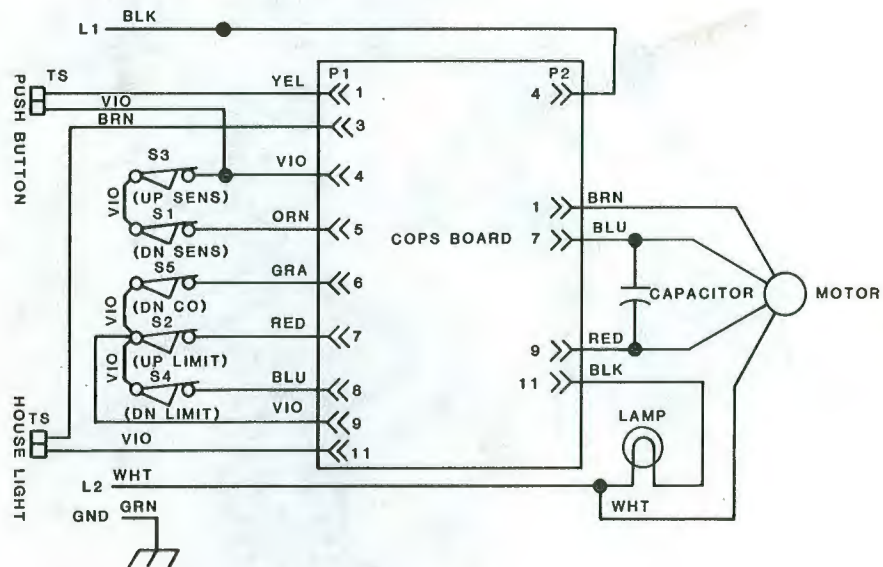 L1 BLK
P1 P2
TS YEL 1 4
PUSH BUTTON
VIO
BRN 3
S3 VIO 4
(UP SENS)
VIO
S1 ORN 5
(DN SENS)
COPS BOARD
1 BRN
7 BLU
S5 GRA 6
(DN CO)
VIO
CAPACITOR MOTOR
S2 RED 7
(UP LIMIT)
VIO
9 RED
S4 BLU 8
(DN LIMIT)
11 BLK
VIO 9
HOUSE LIGHT
TS
VIO 11
LAMP
L2 WHT
WHT
GND GRN